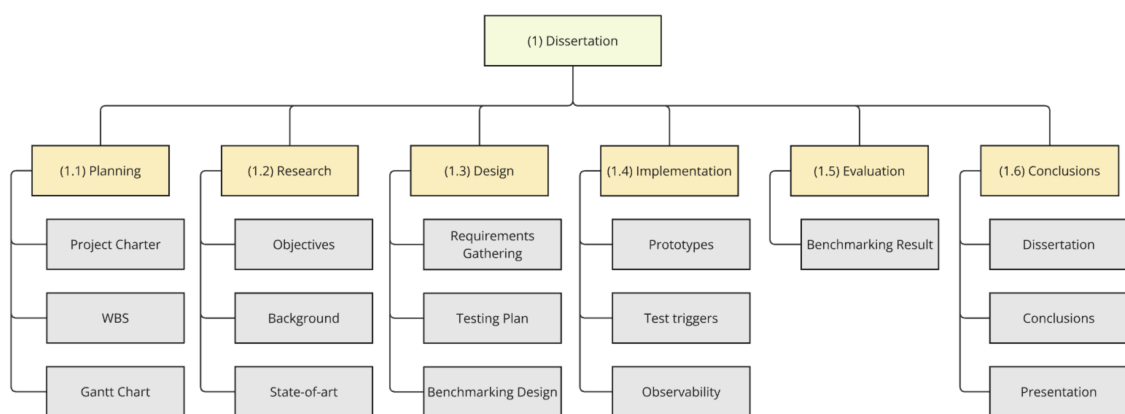 (1) Dissertation
(1.1) Planning
(1.2) Research
(1.3) Design
(1.4) Implementation
(1.5) Evaluation
(1.6) Conclusions
Project Charter
Objectives
Requirements
Gathering
Prototypes
Benchmarking Result
Dissertation
WBS
Background
Testing Plan
Test triggers
Conclusions
Gantt Chart
State-of-art
Benchmarking Design
Observability
Presentation